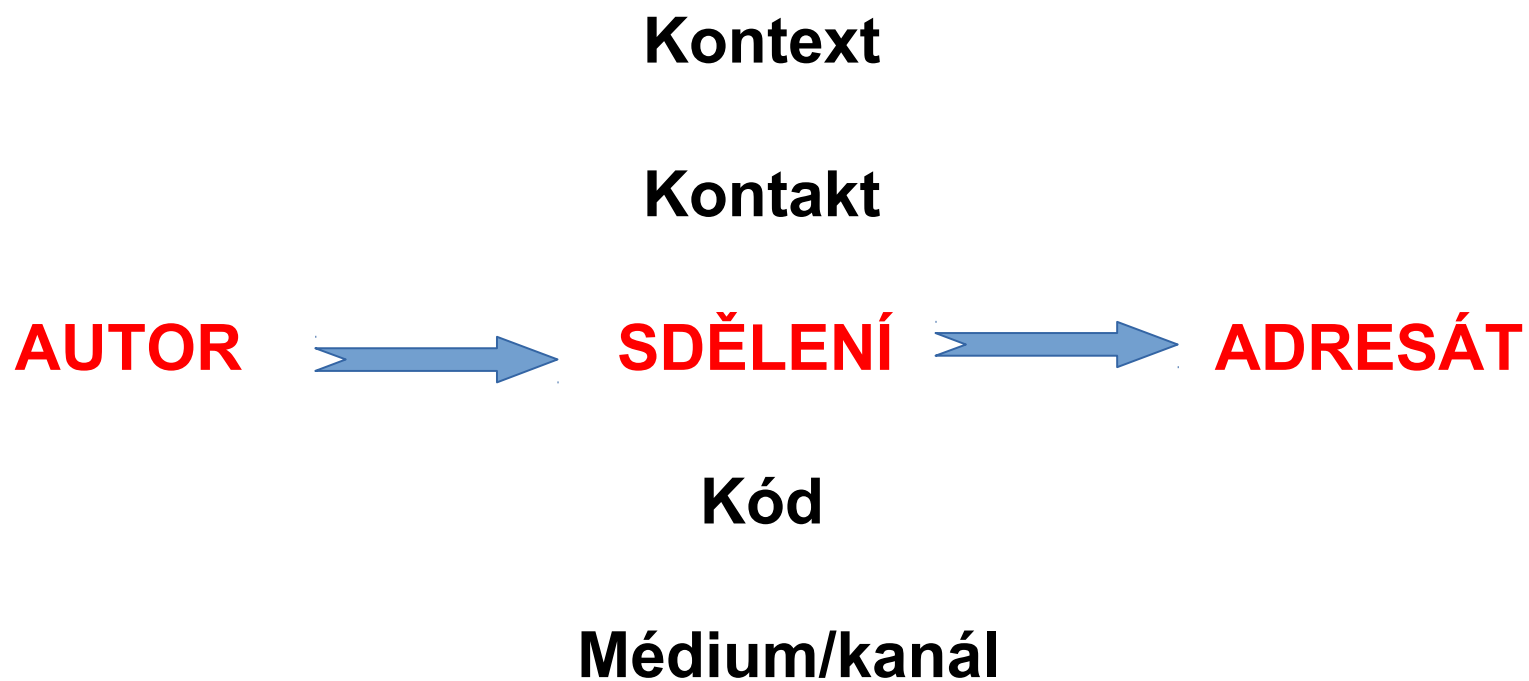 Kontext
Kontakt
AUTOR SDĚLENÍ ADRESÁT
Kód
Médium/kanál